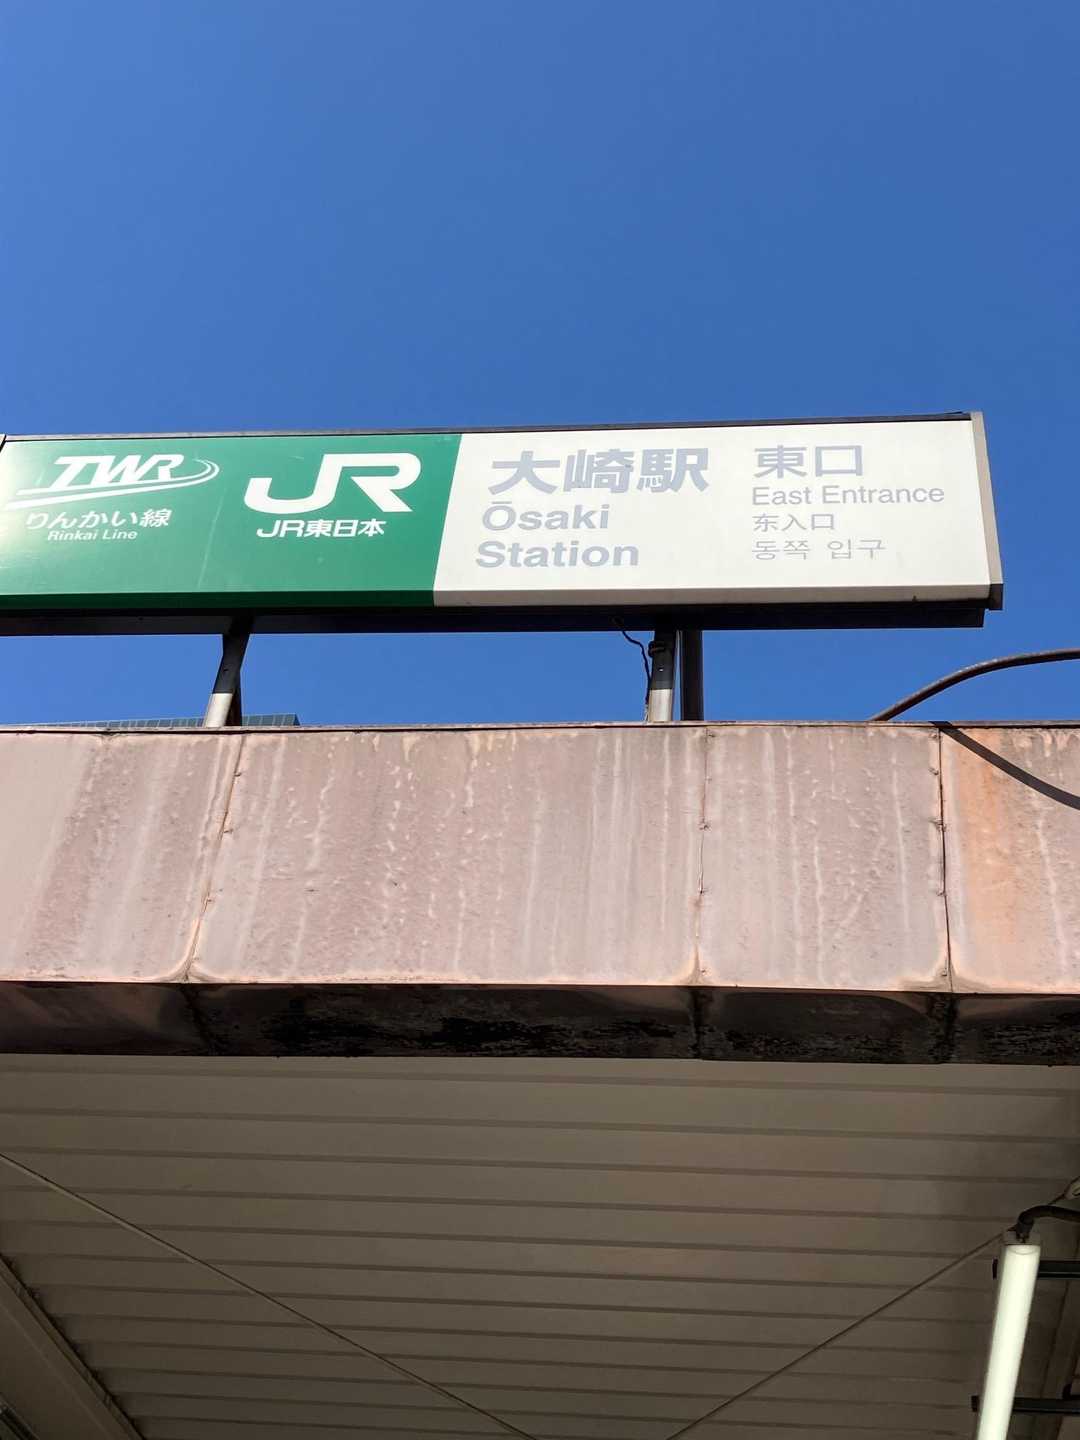 TWR
りんかい線
Rinkai Line
JR
JR東日本
大崎駅
Ōsaki
Station
東口
East Entrance
东入口
동쪽 입구